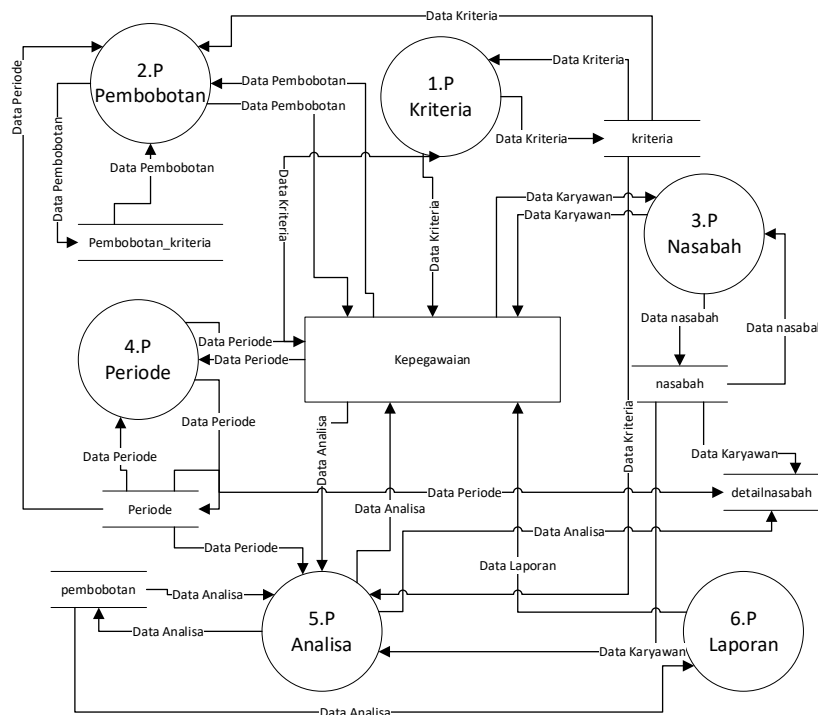 Data Kriteria
2.P
Pembobotan
1.P
Kriteria
Data Kriteria
Data Periode
Data Pembobotan
Data Pembobotan
Data Kriteria
kriteria
Data Pembobotan
Data Pembobotan
Data Kriteria
Data Kriteria
Data Karyawan
Data Karyawan
3.P
Nasabah
Pembobotan_kriteria
Data nasabah
Data nasabah
4.P
Periode
Data Periode
Data Periode
Kepegawaian
nasabah
Data Periode
Data Analisa
Data Kriteria
Data Periode
Data Karyawan
Periode
Data Periode
detailnasabah
Data Analisa
Data Analisa
Data Periode
Data Laporan
pembobotan
Data Analisa
5.P
Analisa
6.P
Laporan
Data Analisa
Data Karyawan
Data Analisa